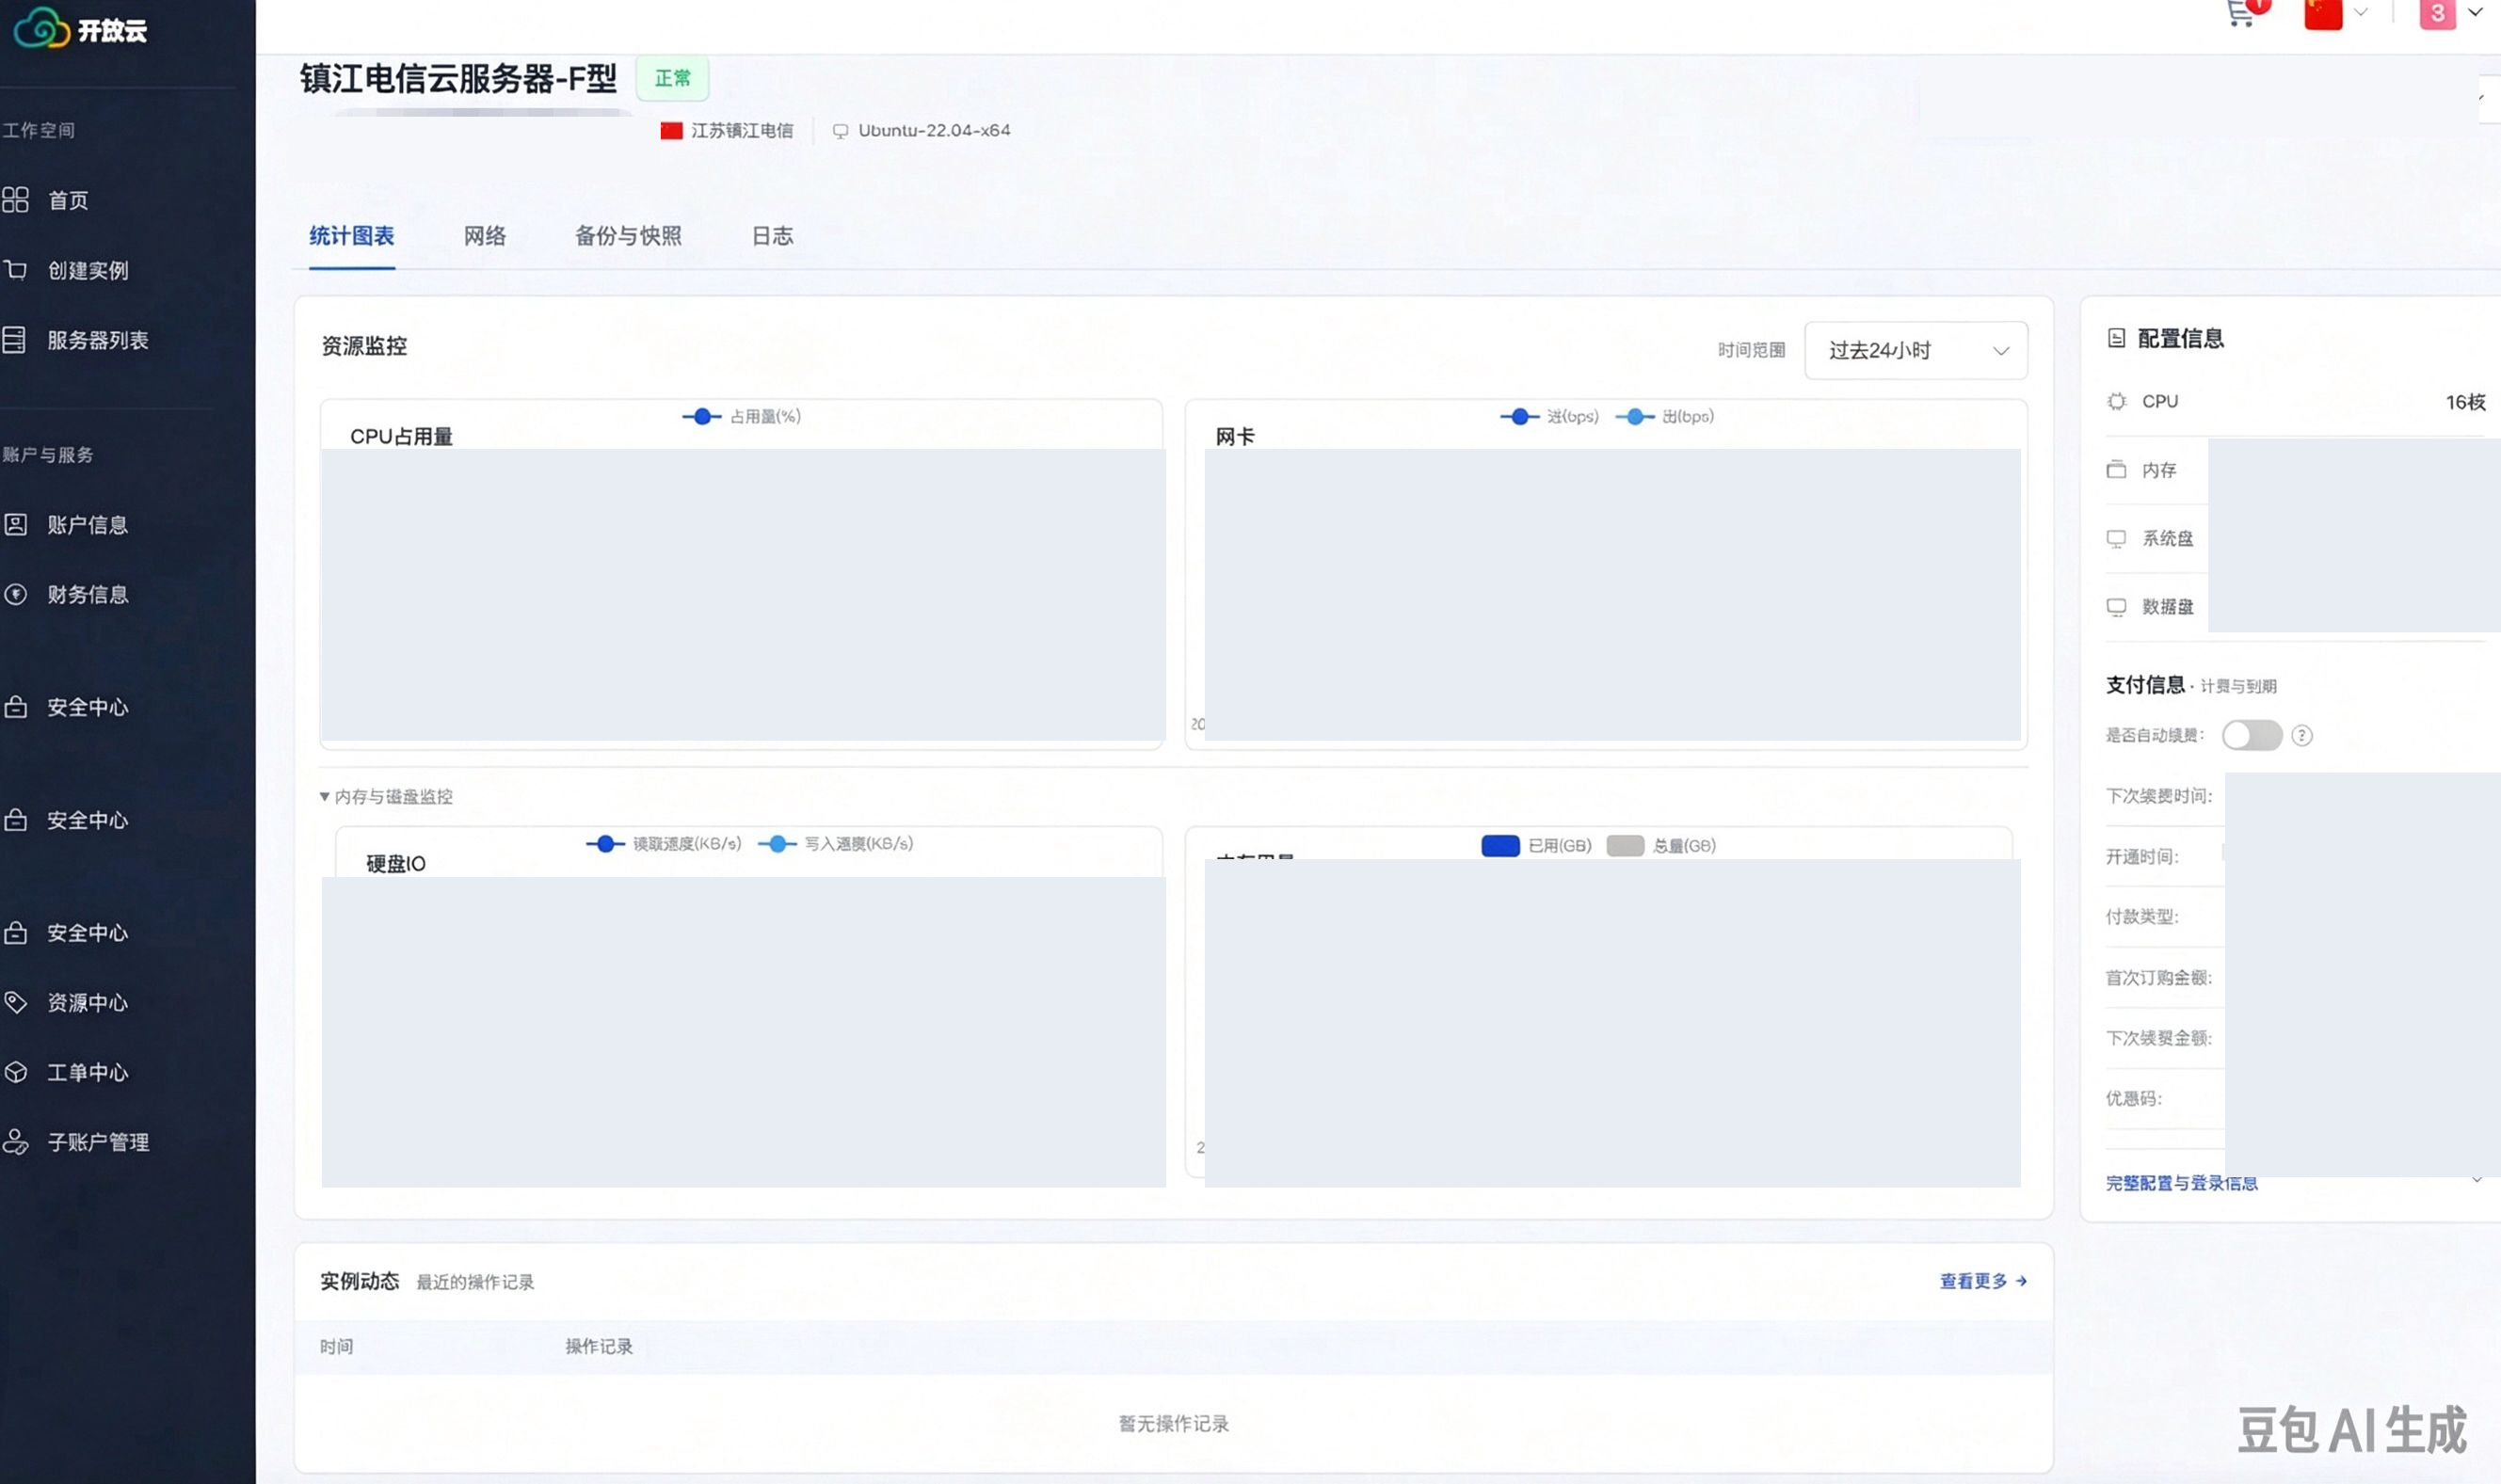 开放云
工作空间
首页
创建实例
服务器列表
账户与服务
账户信息
财务信息
安全中心
安全中心
安全中心
资源中心
工单中心
子账户管理
3
镇江电信云服务器-F型 正常
江苏镇江电信 Ubuntu-22.04-x64
统计图表 网络 备份与快照 日志
资源监控 时间范围 过去24小时
占用量(%)
CPU占用量
进(bps) 出(bps)
网卡
20
▼内存与磁盘监控
读取速度(KB/s) 写入速度(KB/s)
硬盘IO
已用(GB) 总量(GB)
2
实例动态 最近的操作记录 查看更多 →
时间 操作记录
暂无操作记录
配置信息
CPU 16核
内存
系统盘
数据盘
支付信息 · 计费与到期
是否自动续费: ?
下次续费时间:
开通时间:
付款类型:
首次订购金额:
下次续费金额:
优惠码:
完整配置与登录信息
豆包AI生成